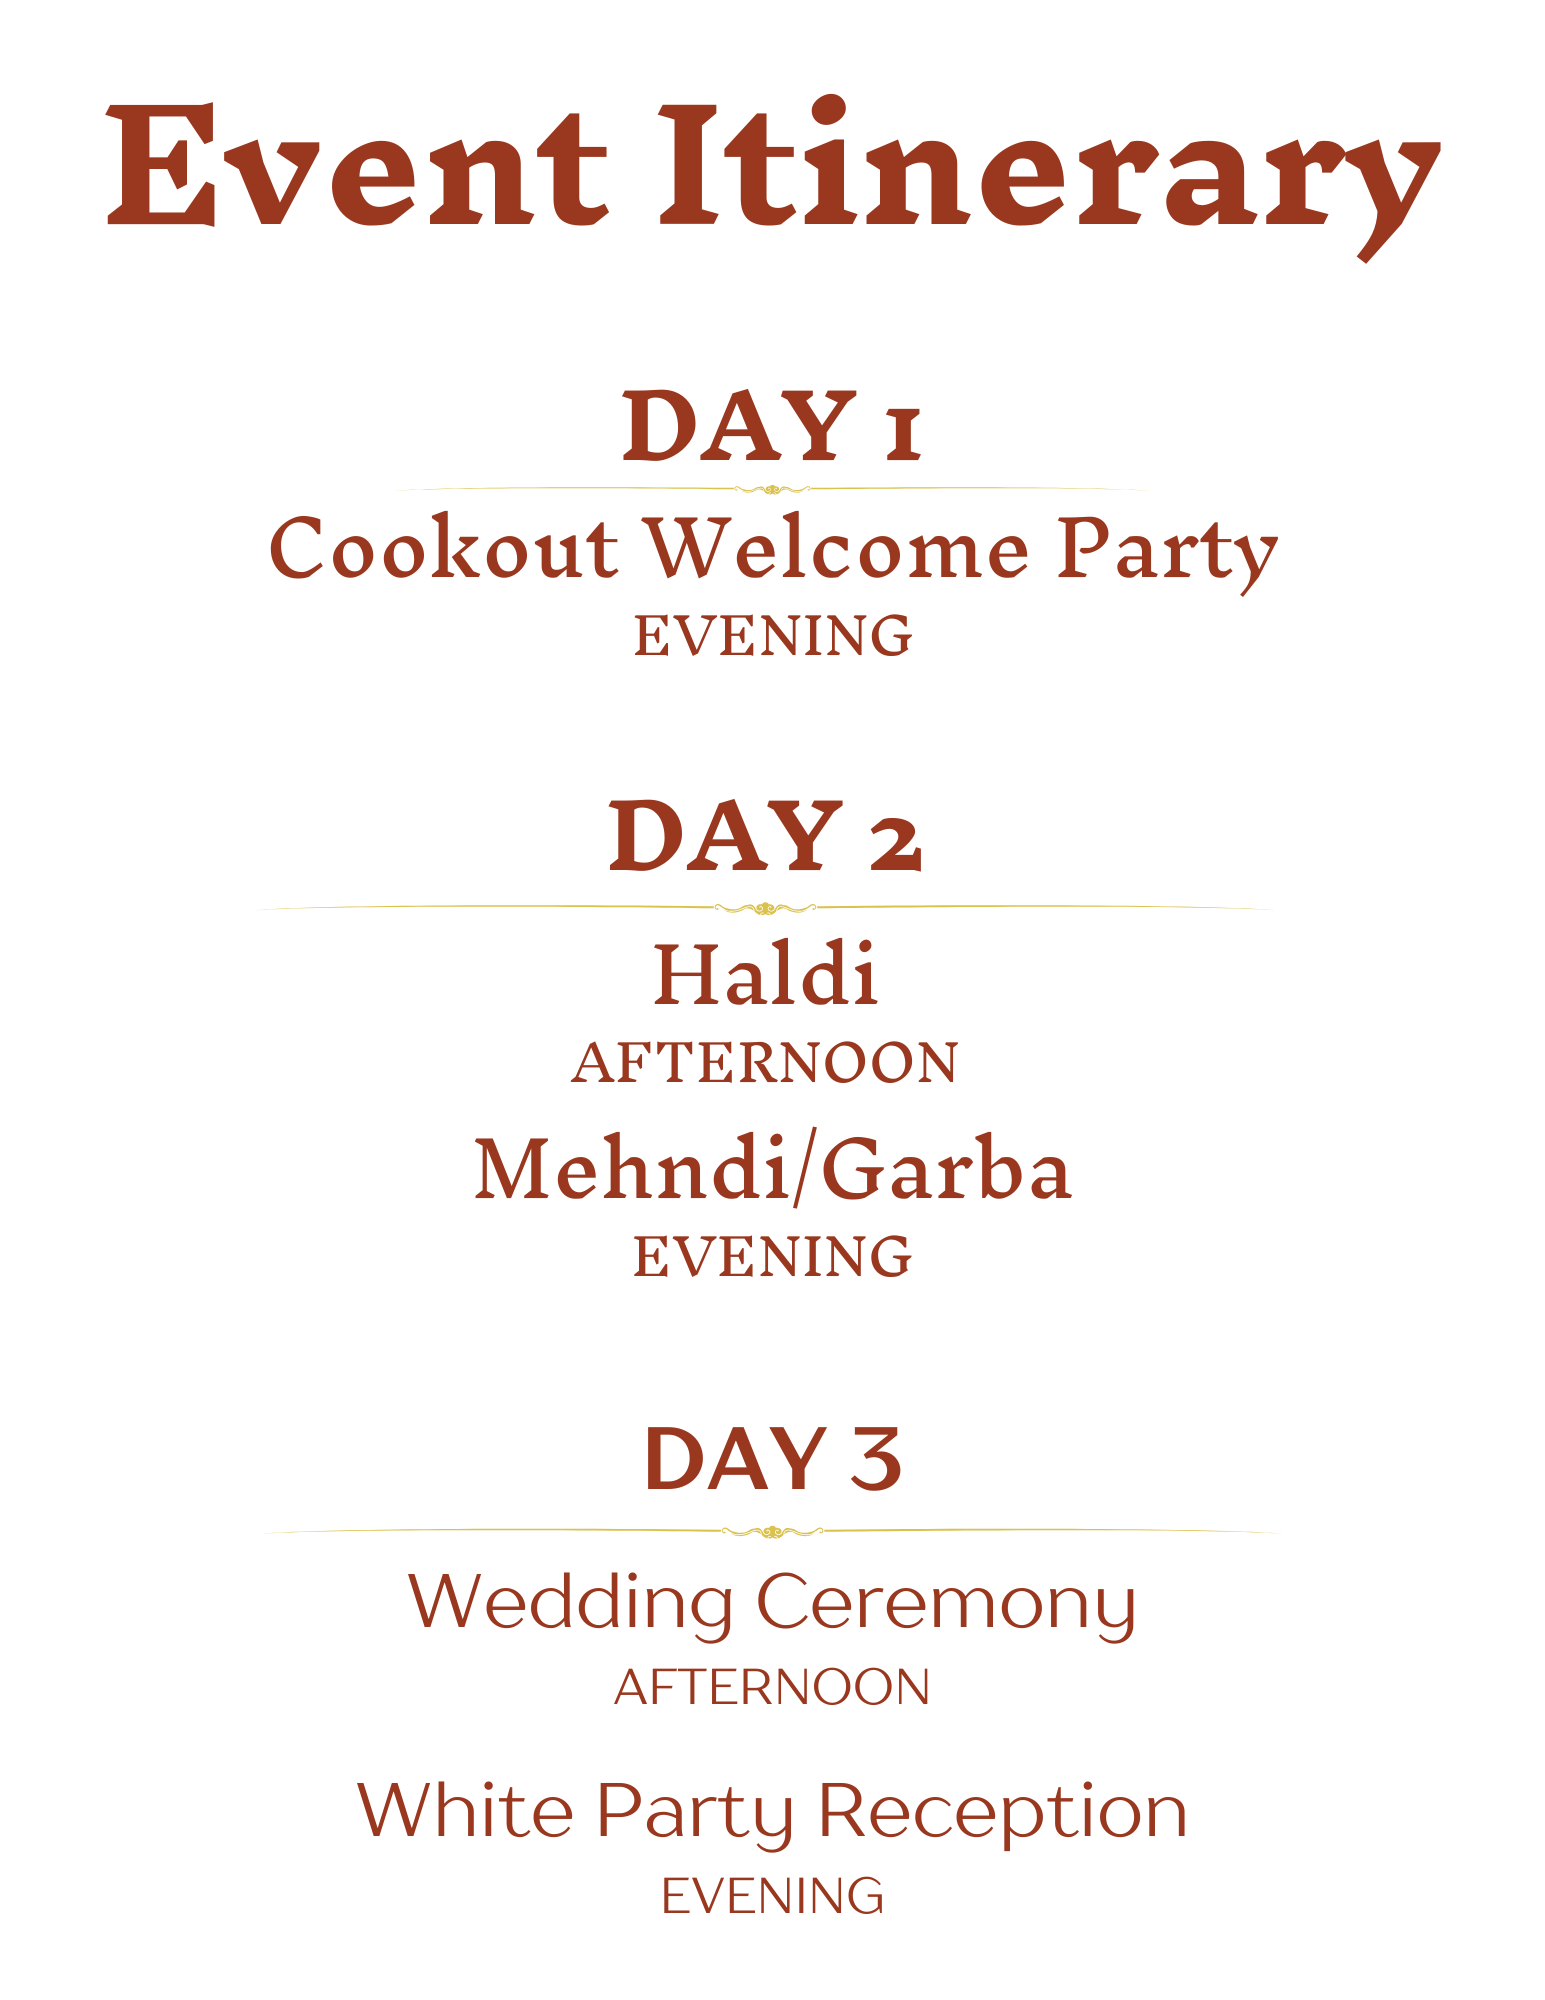 Event Itinerary
DAY 1
Cookout Welcome Party
EVENING
DAY 2
Haldi
AFTERNOON
Mehndi/Garba
EVENING
DAY 3
Wedding Ceremony
AFTERNOON
White Party Reception
EVENING